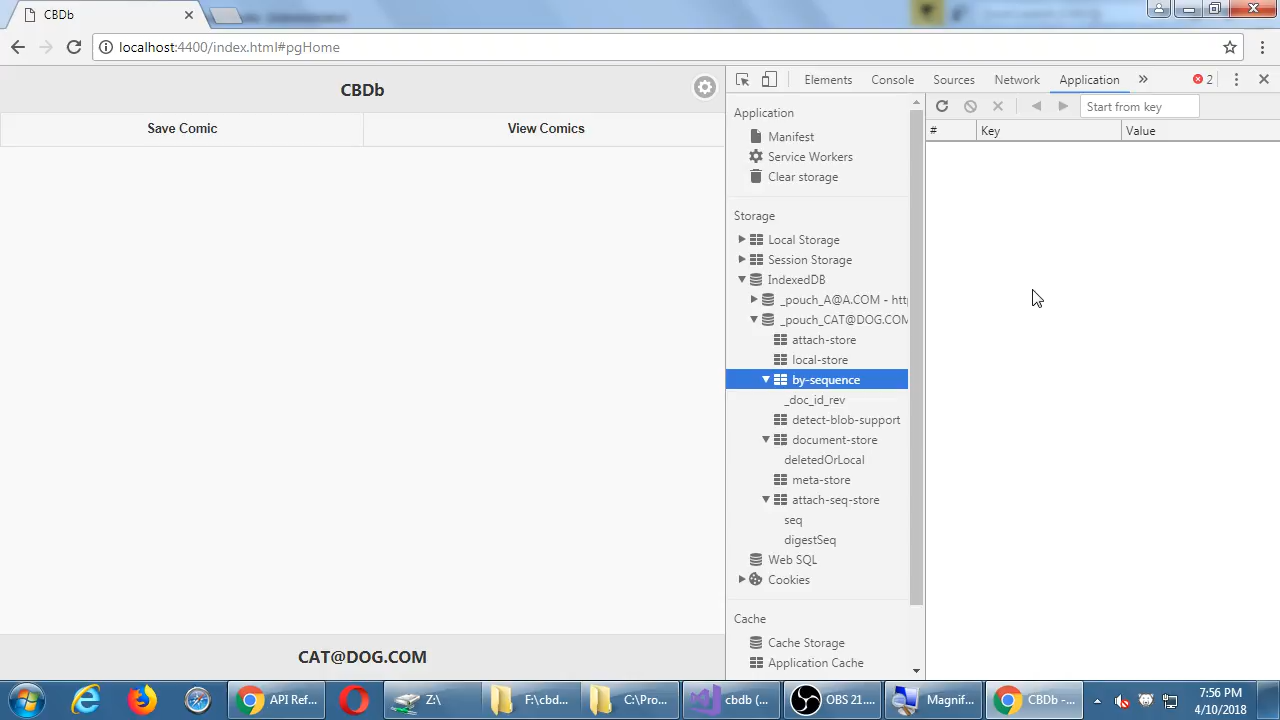 CBDb
localhost:4400/index.html#pgHome
CBDb
Save Comic
View Comics
CAT@DOG.COM
Elements
Console
Sources
Network
Application
»
2
Application
Manifest
Service Workers
Clear storage
Storage
Local Storage
Session Storage
IndexedDB
_pouch_A@A.COM - htt
_pouch_CAT@DOG.COM
attach-store
local-store
by-sequence
_doc_id_rev
detect-blob-support
document-store
deletedOrLocal
meta-store
attach-seq-store
seq
digestSeq
Web SQL
Cookies
Cache
Cache Storage
Application Cache
Start from key
# Key Value
API Ref...
Z:\
F:\cbd...
C:\Pro...
cbdb (...
OBS 21....
Magnif...
CBDb -...
7:56 PM
4/10/2018